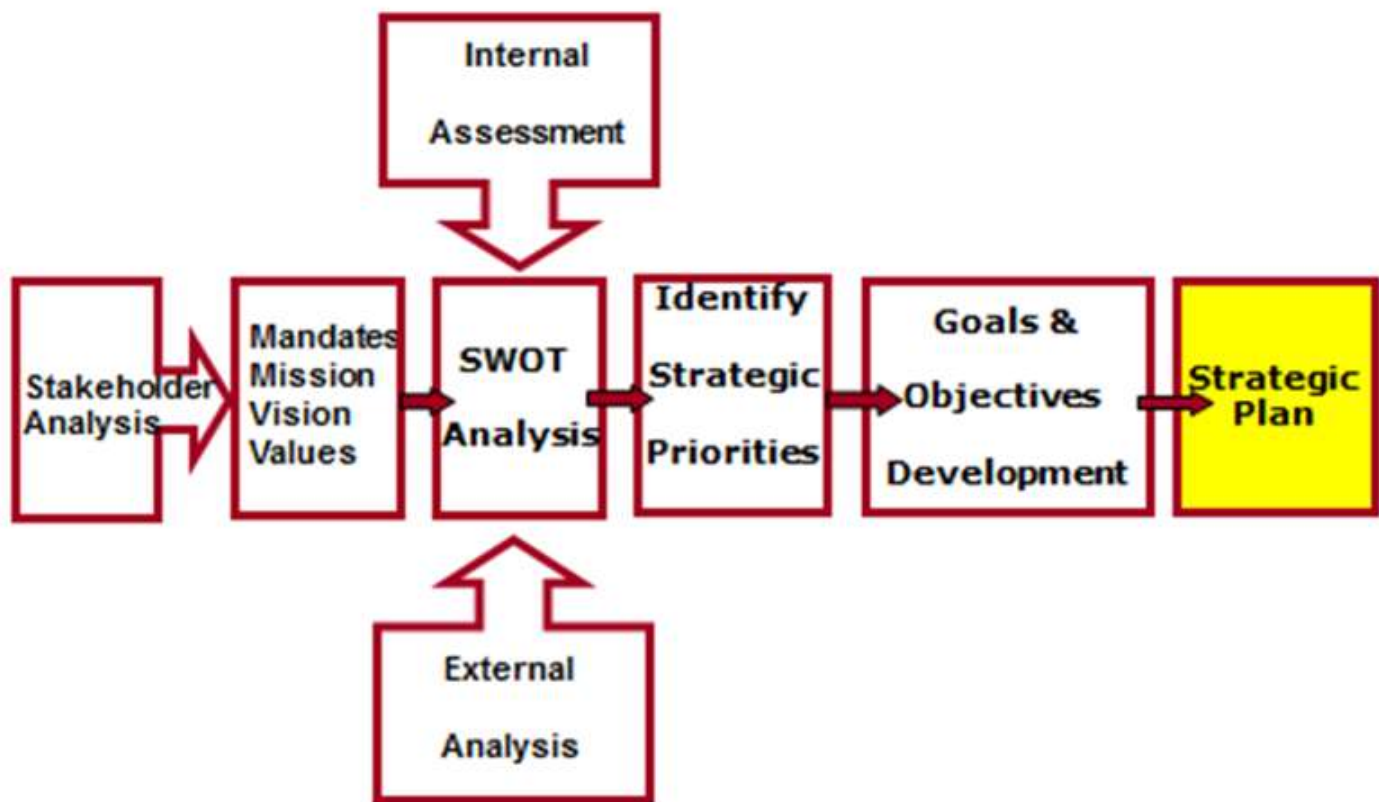 Internal
Assessment
Stakeholder
Analysis
Mandates
Mission
Vision
Values
SWOT
Analysis
Identify
Strategic
Priorities
Goals &
Objectives
Development
Strategic
Plan
External
Analysis